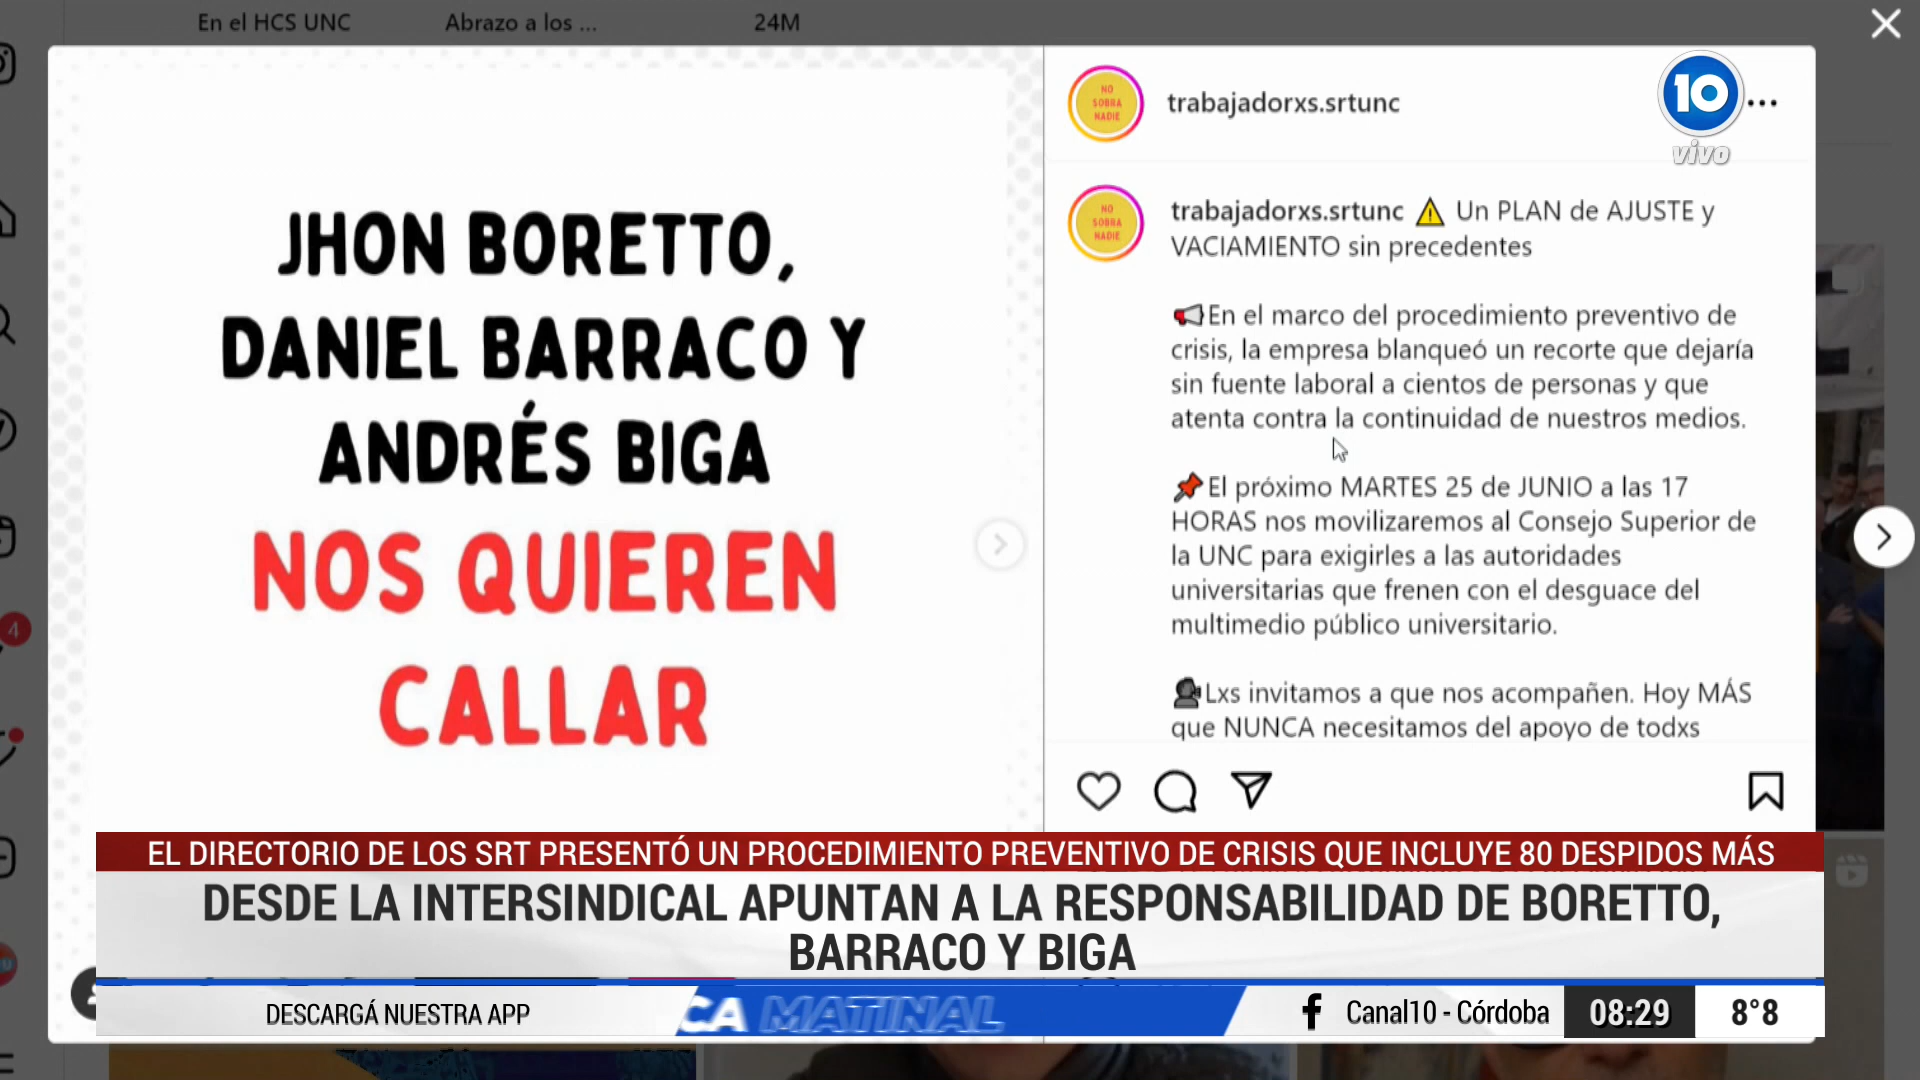 En el HCS UNC
Abrazo a los ...
24M
JHON BORETTO,
DANIEL BARRACO Y
ANDRÉS BIGA
NOS QUIEREN
CALLAR
NO
SOBRA
NADIE
trabajadorxs.srtunc
10
vivo
NO
SOBRA
NADIE
trabajadorxs.srtunc ⚠️ Un PLAN de AJUSTE y
VACIAMIENTO sin precedentes
📢En el marco del procedimiento preventivo de
crisis, la empresa blanqueó un recorte que dejaría
sin fuente laboral a cientos de personas y que
atenta contra la continuidad de nuestros medios.
📌El próximo MARTES 25 de JUNIO a las 17
HORAS nos movilizaremos al Consejo Superior de
la UNC para exigirles a las autoridades
universitarias que frenen con el desguace del
multimedio público universitario.
🗣Lxs invitamos a que nos acompañen. Hoy MÁS
que NUNCA necesitamos del apoyo de todxs
4
EL DIRECTORIO DE LOS SRT PRESENTÓ UN PROCEDIMIENTO PREVENTIVO DE CRISIS QUE INCLUYE 80 DESPIDOS MÁS
DESDE LA INTERSINDICAL APUNTAN A LA RESPONSABILIDAD DE BORETTO,
BARRACO Y BIGA
DESCARGÁ NUESTRA APP
CA MATINAL
Canal10 - Córdoba
08:29
8°8